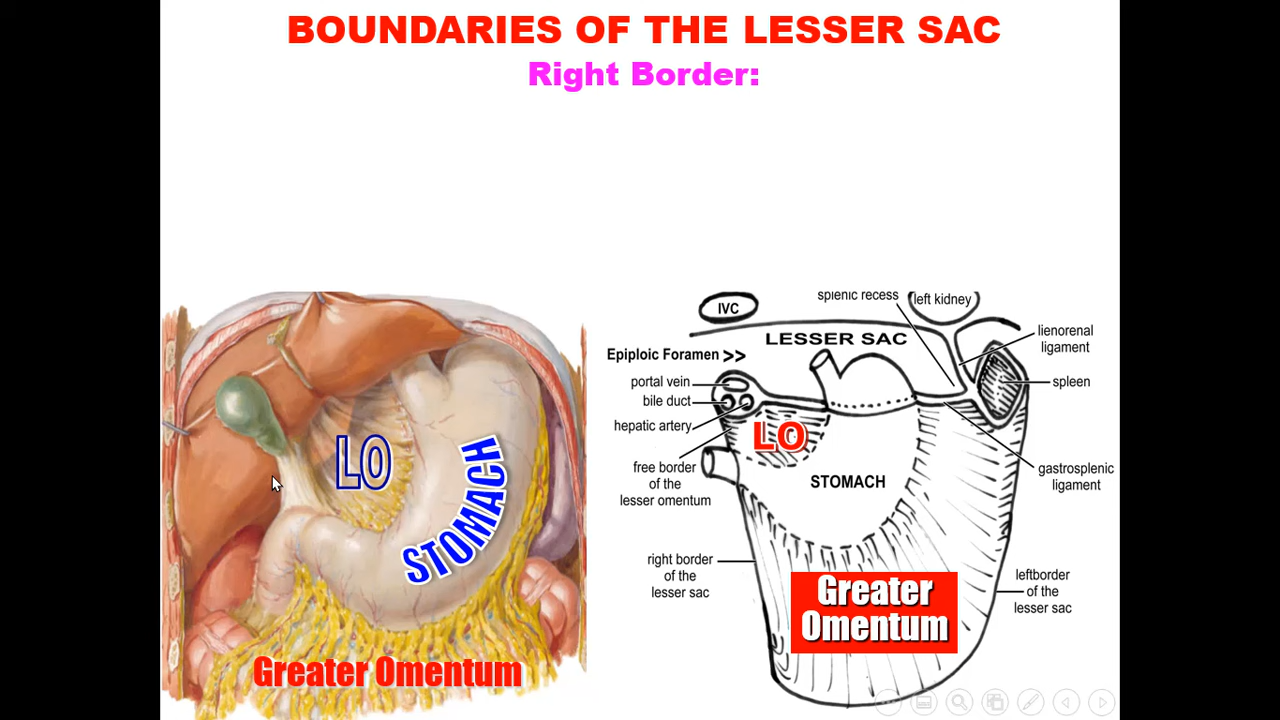 BOUNDARIES OF THE LESSER SAC
Right Border:
LO
STOMACH
Greater Omentum
IVC
splenic recess
left kidney
LESSER SAC
lienorenal
ligament
Epiploic Foramen >>
portal vein
bile duct
hepatic artery
spleen
LO
free border
of the
lesser omentum
STOMACH
gastrosplenic
ligament
right border
of the
lesser sac
Greater
Omentum
leftborder
of the
lesser sac